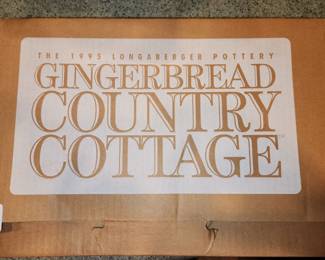 THE 1995 LONGABERGER POTTERY
GINGERBREAD
COUNTRY
COTTAGE